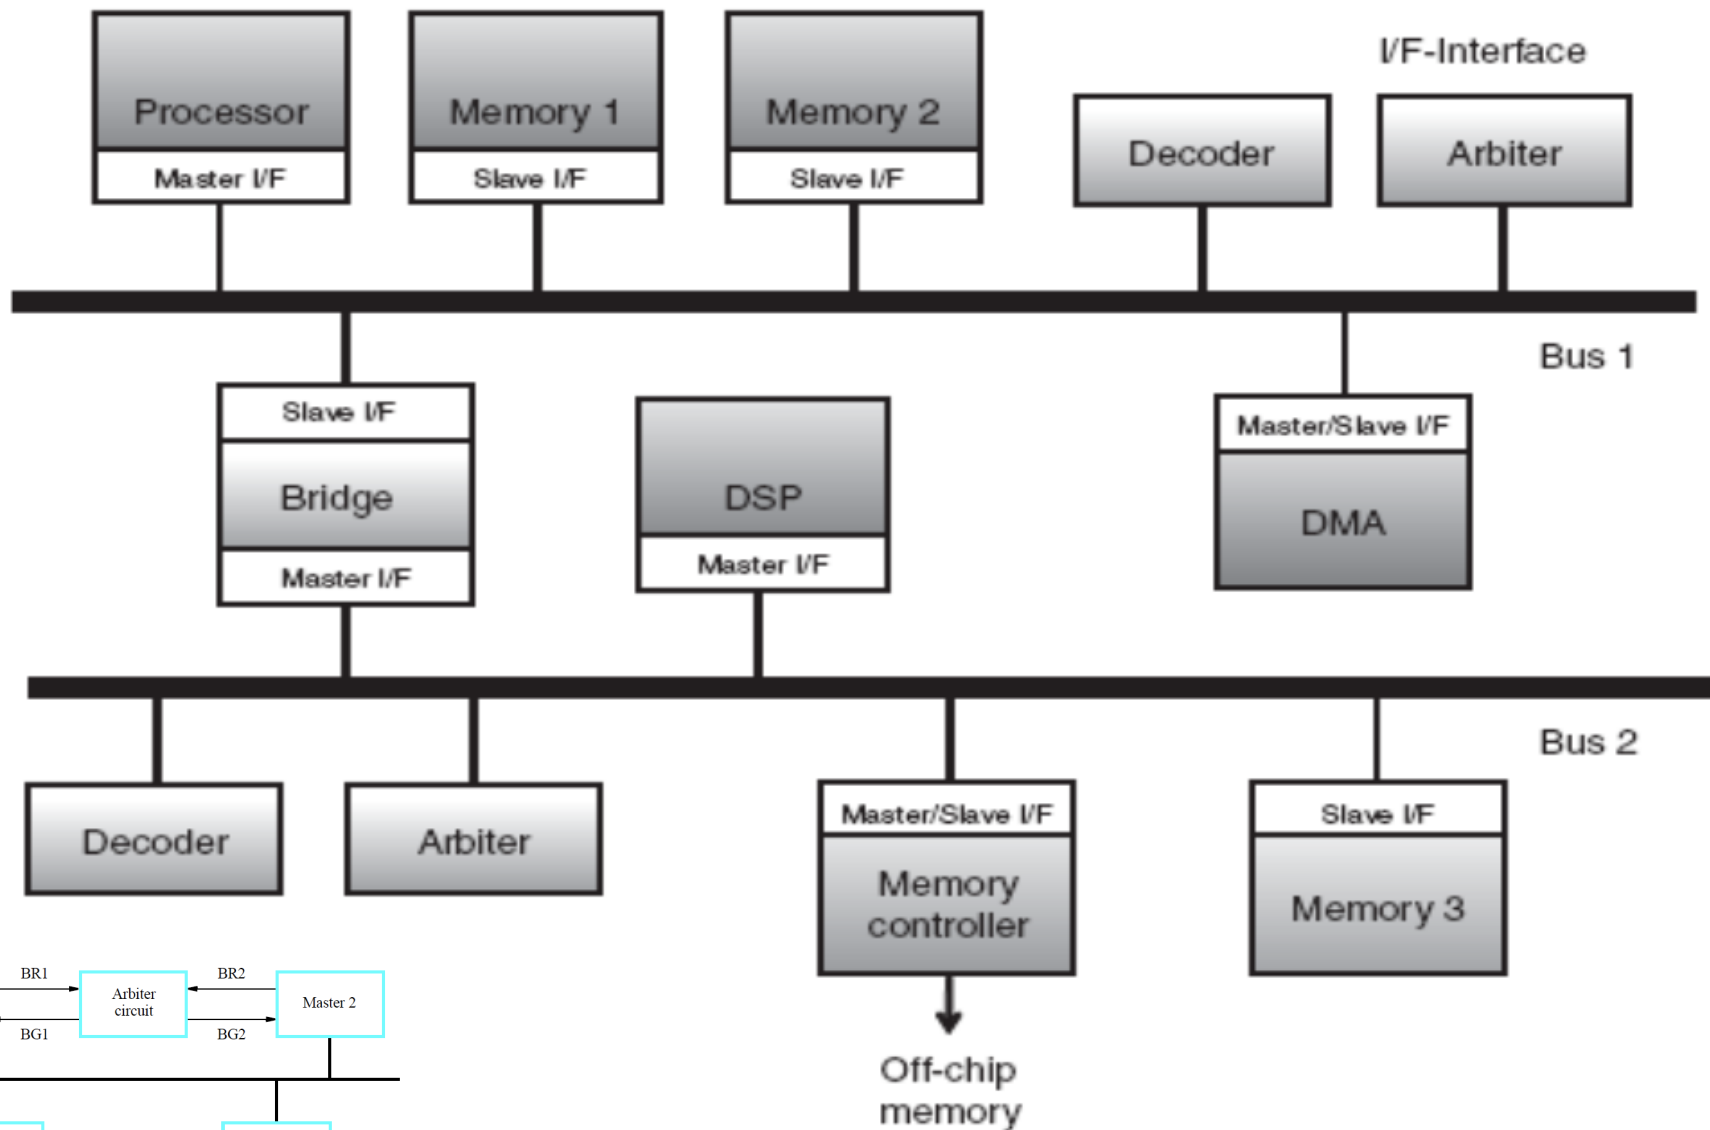 I/F-Interface
Processor
Master I/F
Memory 1
Slave I/F
Memory 2
Slave I/F
Decoder
Arbiter
Bus 1
Slave I/F
Bridge
Master I/F
DSP
Master I/F
Master/Slave I/F
DMA
Bus 2
Decoder
Arbiter
Master/Slave I/F
Memory
controller
Slave I/F
Memory 3
Off-chip
memory
BR1
Arbiter
circuit
BR2
Master 2
BG1
BG2